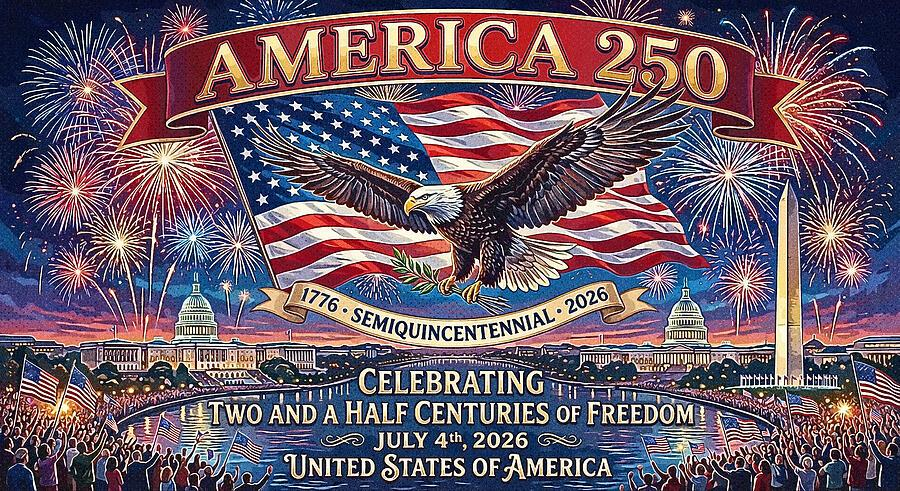 AMERICA 250
1776 · SEMIQUINCENTENNIAL · 2026
CELEBRATING
TWO AND A HALF CENTURIES OF FREEDOM
JULY 4th, 2026
UNITED STATES OF AMERICA